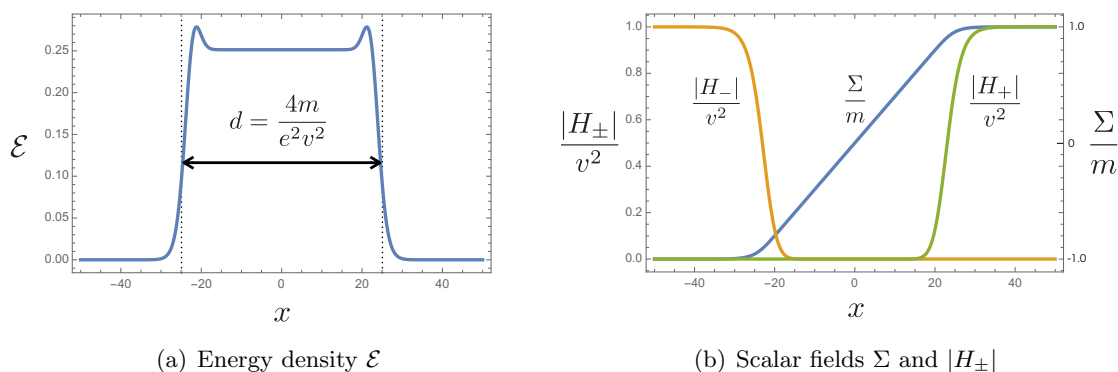 0.25
0.20
0.15
0.10
0.05
0.00
ℰ
d = 4m / e²v²
−40 −20 0 20 40
x
(a) Energy density ℰ
1.0
0.8
0.6
0.4
0.2
0.0
|H±| / v²
|H−| / v²
Σ / m
|H+| / v²
1.0
0
-1.0
Σ / m
−40 −20 0 20 40
x
(b) Scalar fields Σ and |H±|